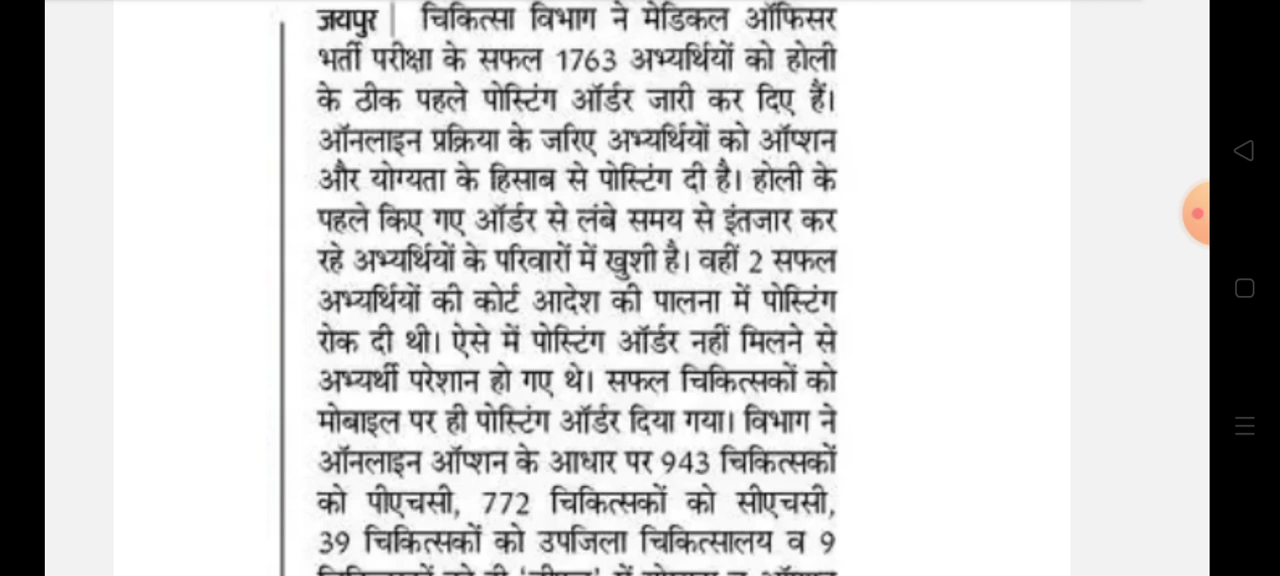 जयपुर | चिकित्सा विभाग ने मेडिकल ऑफिसर
भर्ती परीक्षा के सफल 1763 अभ्यर्थियों को होली
के ठीक पहले पोस्टिंग ऑर्डर जारी कर दिए हैं।
ऑनलाइन प्रक्रिया के जरिए अभ्यर्थियों को ऑप्शन
और योग्यता के हिसाब से पोस्टिंग दी है। होली के
पहले किए गए ऑर्डर से लंबे समय से इंतजार कर
रहे अभ्यर्थियों के परिवारों में खुशी है। वहीं 2 सफल
अभ्यर्थियों की कोर्ट आदेश की पालना में पोस्टिंग
रोक दी थी। ऐसे में पोस्टिंग ऑर्डर नहीं मिलने से
अभ्यर्थी परेशान हो गए थे। सफल चिकित्सकों को
मोबाइल पर ही पोस्टिंग ऑर्डर दिया गया। विभाग ने
ऑनलाइन ऑप्शन के आधार पर 943 चिकित्सकों
को पीएचसी, 772 चिकित्सकों को सीएचसी,
39 चिकित्सकों को उपजिला चिकित्सालय व 9